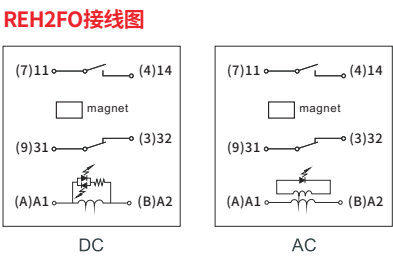 REH2FO接线图
(7)11 (4)14 (7)11 (4)14
magnet magnet
(9)31 (3)32 (9)31 (3)32
(A)A1 (B)A2 (A)A1 (B)A2
DC AC